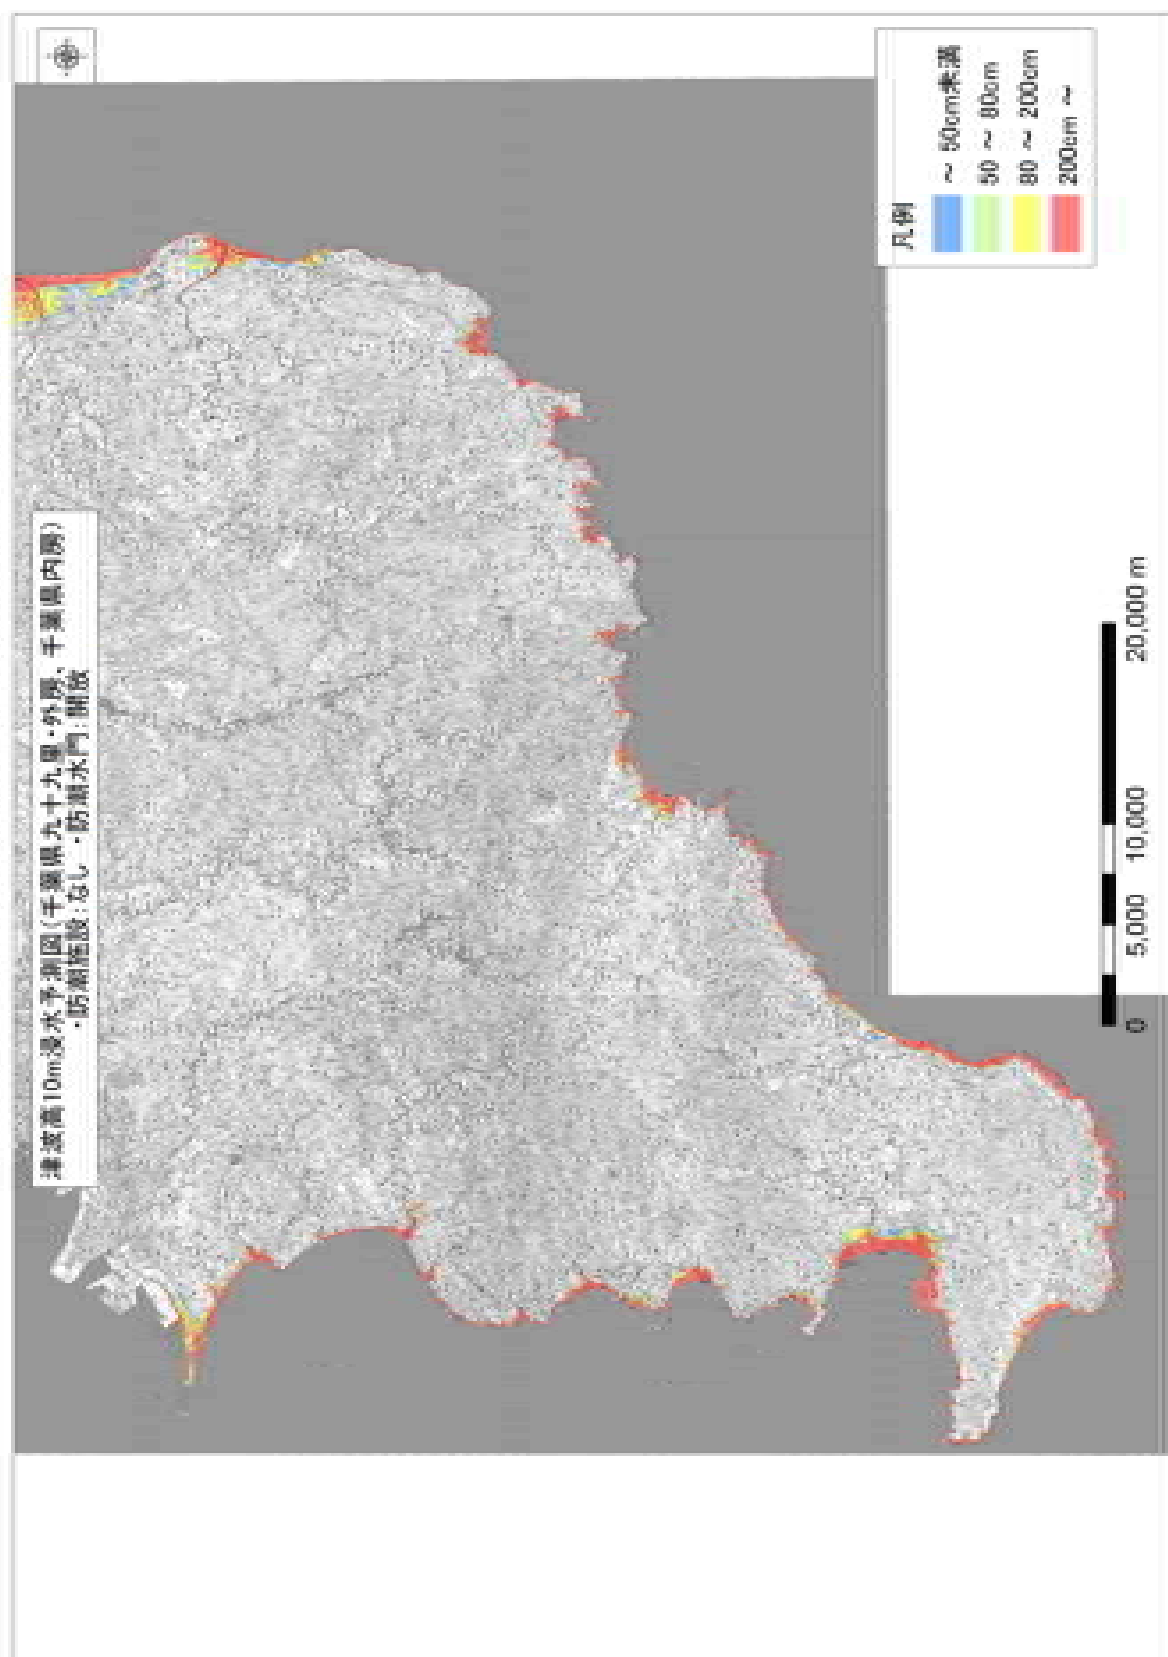 津波高10m浸水予測図(千葉県九十九里・外房、千葉県内房)
・防潮施設:なし ・防潮水門:開放
凡例
～ 50cm未満
50 ～ 80cm
80 ～ 200cm
200cm ～
0 5,000 10,000 20,000 m